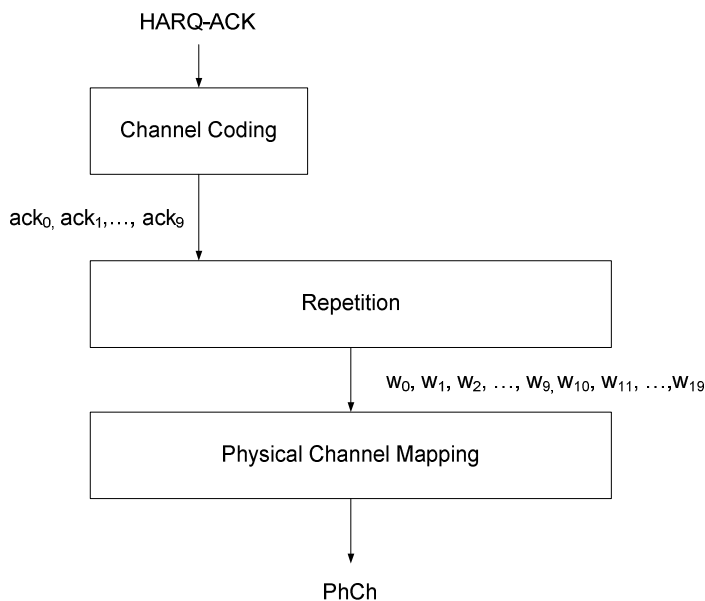 HARQ-ACK
Channel Coding
ack₀, ack₁,…, ack₉
Repetition
w₀, w₁, w₂, …, w₉, w₁₀, w₁₁, …,w₁₉
Physical Channel Mapping
PhCh